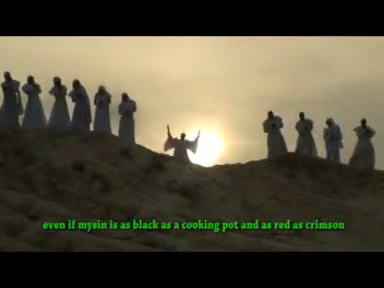 even if mysin is as black as a cooking pot and as red as crimson